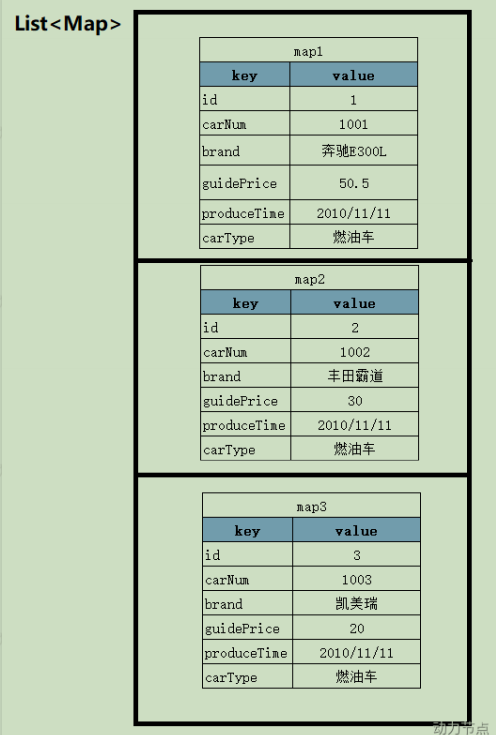 List<Map>
map1
key value
id 1
carNum 1001
brand 奔驰E300L
guidePrice 50.5
produceTime 2010/11/11
carType 燃油车
map2
key value
id 2
carNum 1002
brand 丰田霸道
guidePrice 30
produceTime 2010/11/11
carType 燃油车
map3
key value
id 3
carNum 1003
brand 凯美瑞
guidePrice 20
produceTime 2010/11/11
carType 燃油车
动力节点